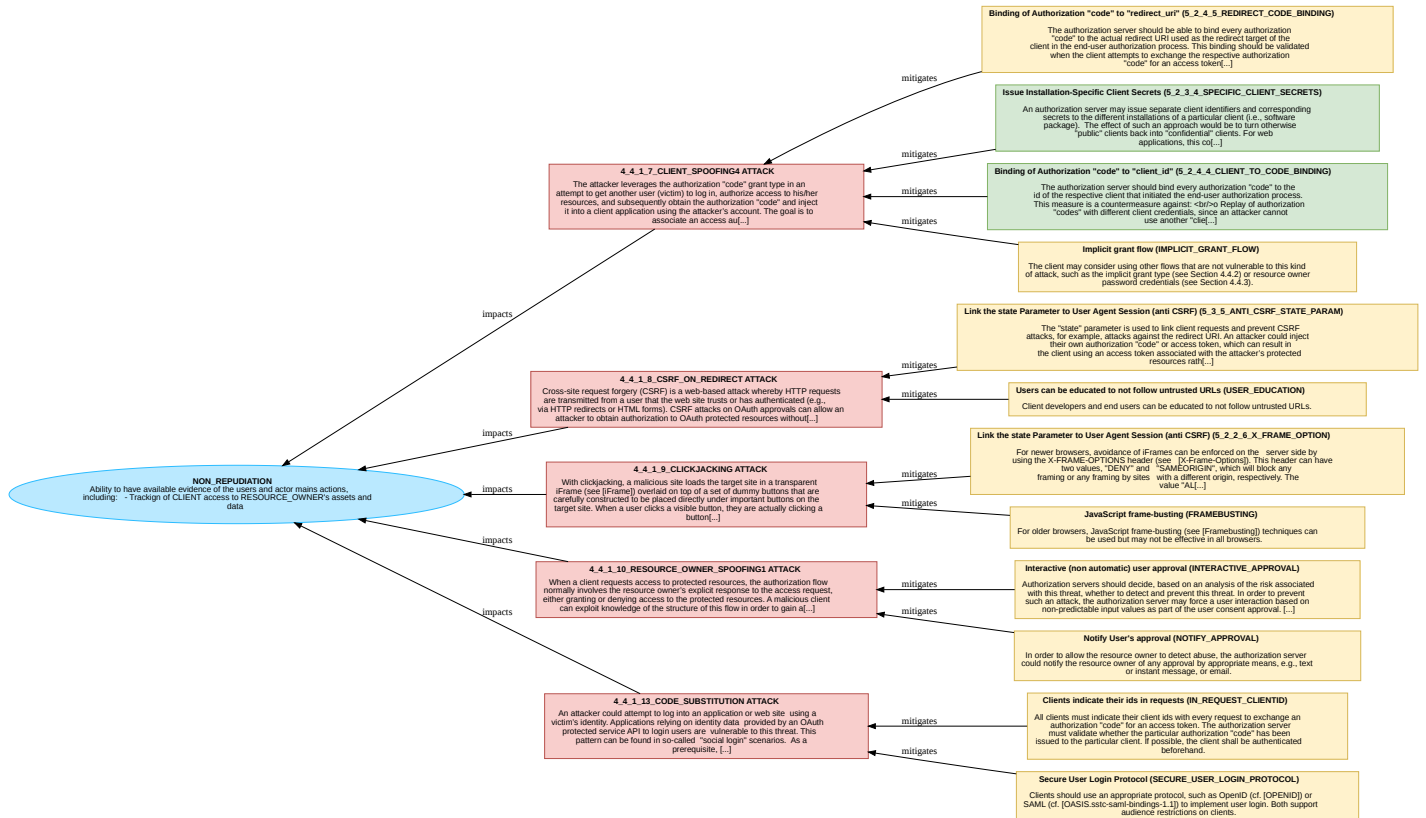 Binding of Authorization "code" to "redirect_uri" (5_2_4_5_REDIRECT_CODE_BINDING)
The authorization server should be able to bind every authorization
"code" to the actual redirect URI used as the redirect target of the
client in the end-user authorization process. This binding should be validated
when the client attempts to exchange the respective authorization
"code" for an access token[...]
mitigates
Issue Installation-Specific Client Secrets (5_2_3_4_SPECIFIC_CLIENT_SECRETS)
An authorization server may issue separate client identifiers and corresponding
secrets to the different installations of a particular client (i.e., software
package). The effect of such an approach would be to turn otherwise
"public" clients back into "confidential" clients. For web
applications, this co[...]
mitigates
Binding of Authorization "code" to "client_id" (5_2_4_4_CLIENT_TO_CODE_BINDING)
The authorization server should bind every authorization "code" to the
id of the respective client that initiated the end-user authorization process.
This measure is a countermeasure against: <br/>o Replay of authorization
"codes" with different client credentials, since an attacker cannot
use another "clie[...]
mitigates
Implicit grant flow (IMPLICIT_GRANT_FLOW)
The client may consider using other flows that are not vulnerable to this kind
of attack, such as the implicit grant type (see Section 4.4.2) or resource owner
password credentials (see Section 4.4.3).
mitigates
4_4_1_7_CLIENT_SPOOFING4 ATTACK
The attacker leverages the authorization "code" grant type in an
attempt to get another user (victim) to log in, authorize access to his/her
resources, and subsequently obtain the authorization "code" and inject
it into a client application using the attacker's account. The goal is to
associate an access au[...]
impacts
Link the state Parameter to User Agent Session (anti CSRF) (5_3_5_ANTI_CSRF_STATE_PARAM)
The "state" parameter is used to link client requests and prevent CSRF
attacks, for example, attacks against the redirect URI. An attacker could inject
their own authorization "code" or access token, which can result in
the client using an access token associated with the attacker's protected
resources rath[...]
mitigates
Users can be educated to not follow untrusted URLs (USER_EDUCATION)
Client developers and end users can be educated to not follow untrusted URLs.
mitigates
4_4_1_8_CSRF_ON_REDIRECT ATTACK
Cross-site request forgery (CSRF) is a web-based attack whereby HTTP requests
are transmitted from a user that the web site trusts or has authenticated (e.g.,
via HTTP redirects or HTML forms). CSRF attacks on OAuth approvals can allow an
attacker to obtain authorization to OAuth protected resources without[...]
impacts
Link the state Parameter to User Agent Session (anti CSRF) (5_2_2_6_X_FRAME_OPTION)
For newer browsers, avoidance of iFrames can be enforced on the server side by
using the X-FRAME-OPTIONS header (see [X-Frame-Options]). This header can have
two values, "DENY" and "SAMEORIGIN", which will block any
framing or any framing by sites with a different origin, respectively. The
value "AL[...]
mitigates
JavaScript frame-busting (FRAMEBUSTING)
For older browsers, JavaScript frame-busting (see [Framebusting]) techniques can
be used but may not be effective in all browsers.
mitigates
4_4_1_9_CLICKJACKING ATTACK
With clickjacking, a malicious site loads the target site in a transparent
iFrame (see [iFrame]) overlaid on top of a set of dummy buttons that are
carefully constructed to be placed directly under important buttons on the
target site. When a user clicks a visible button, they are actually clicking a
button[...]
impacts
NON_REPUDIATION
Ability to have available evidence of the users and actor mains actions,
including: - Trackign of CLIENT access to RESOURCE_OWNER's assets and
data
Interactive (non automatic) user approval (INTERACTIVE_APPROVAL)
Authorization servers should decide, based on an analysis of the risk associated
with this threat, whether to detect and prevent this threat. In order to prevent
such an attack, the authorization server may force a user interaction based on
non-predictable input values as part of the user consent approval. [...]
mitigates
Notify User's approval (NOTIFY_APPROVAL)
In order to allow the resource owner to detect abuse, the authorization server
could notify the resource owner of any approval by appropriate means, e.g., text
or instant message, or email.
mitigates
4_4_1_10_RESOURCE_OWNER_SPOOFING1 ATTACK
When a client requests access to protected resources, the authorization flow
normally involves the resource owner's explicit response to the access request,
either granting or denying access to the protected resources. A malicious client
can exploit knowledge of the structure of this flow in order to gain a[...]
impacts
Clients indicate their ids in requests (IN_REQUEST_CLIENTID)
All clients must indicate their client ids with every request to exchange an
authorization "code" for an access token. The authorization server
must validate whether the particular authorization "code" has been
issued to the particular client. If possible, the client shall be authenticated
beforehand.
mitigates
Secure User Login Protocol (SECURE_USER_LOGIN_PROTOCOL)
Clients should use an appropriate protocol, such as OpenID (cf. [OPENID]) or
SAML (cf. [OASIS.sstc-saml-bindings-1.1]) to implement user login. Both support
audience restrictions on clients.
mitigates
4_4_1_13_CODE_SUBSTITUTION ATTACK
An attacker could attempt to log into an application or web site using a
victim's identity. Applications relying on identity data provided by an OAuth
protected service API to login users are vulnerable to this threat. This
pattern can be found in so-called "social login" scenarios. As a
prerequisite, [...]
impacts